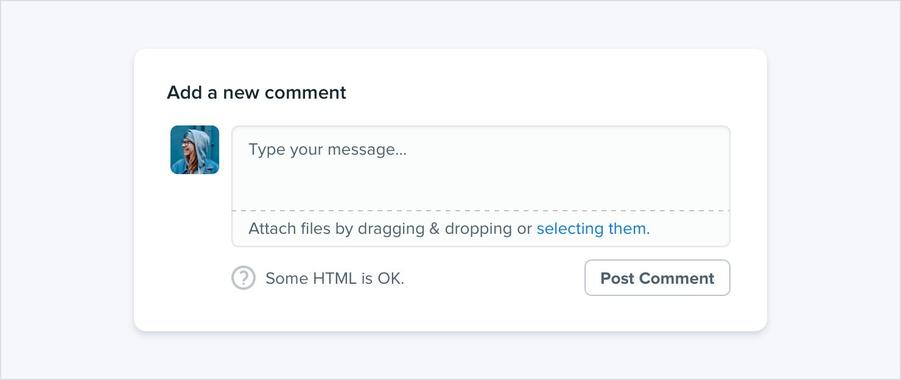 Add a new comment
Type your message...
Attach files by dragging & dropping or selecting them.
Some HTML is OK.
Post Comment